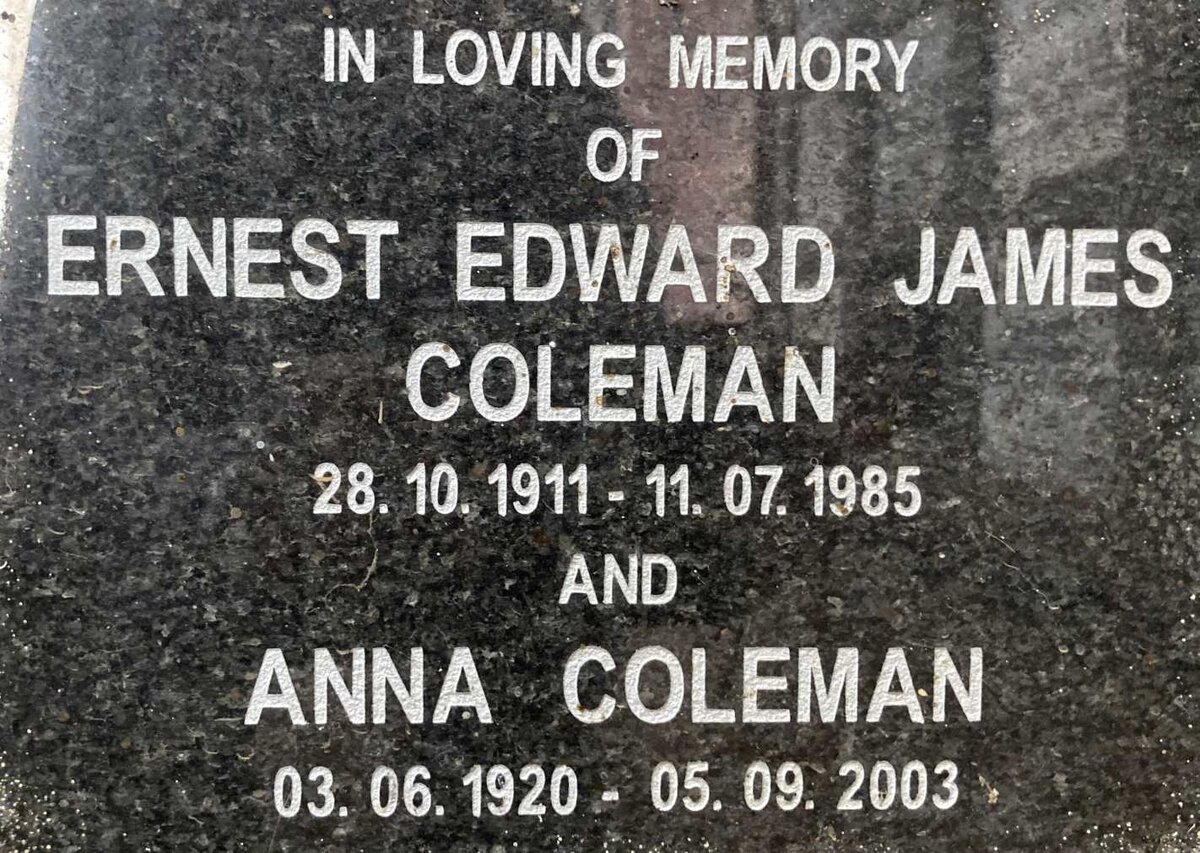 IN LOVING MEMORY
OF
ERNEST EDWARD JAMES
COLEMAN
28. 10. 1911 - 11. 07. 1985
AND
ANNA COLEMAN
03. 06. 1920 - 05. 09. 2003